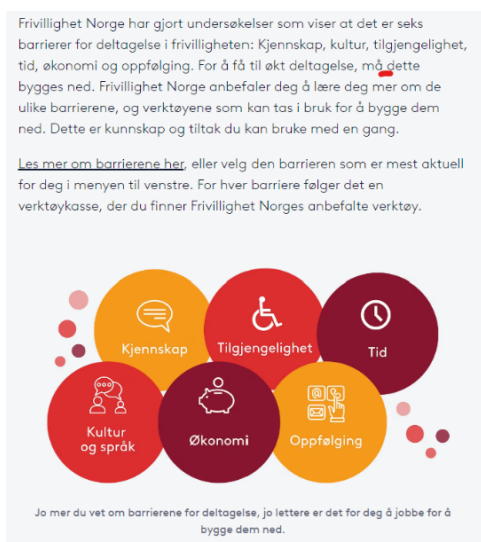 Frivillighet Norge har gjort undersøkelser som viser at det er seks
barrierer for deltagelse i frivilligheten: Kjennskap, kultur, tilgjengelighet,
tid, økonomi og oppfølging. For å få til økt deltagelse, må dette
bygges ned. Frivillighet Norge anbefaler deg å lære deg mer om de
ulike barrierene, og verktøyene som kan tas i bruk for å bygge dem
ned. Dette er kunnskap og tiltak du kan bruke med en gang.
Les mer om barrierene her, eller velg den barrieren som er mest aktuell
for deg i menyen til venstre. For hver barriere følger det en
verktøykasse, der du finner Frivillighet Norges anbefalte verktøy.
Kjennskap
Tilgjengelighet
Tid
Kultur
og språk
Økonomi
Oppfølging
Jo mer du vet om barrierene for deltagelse, jo lettere er det for deg å jobbe for å
bygge dem ned.